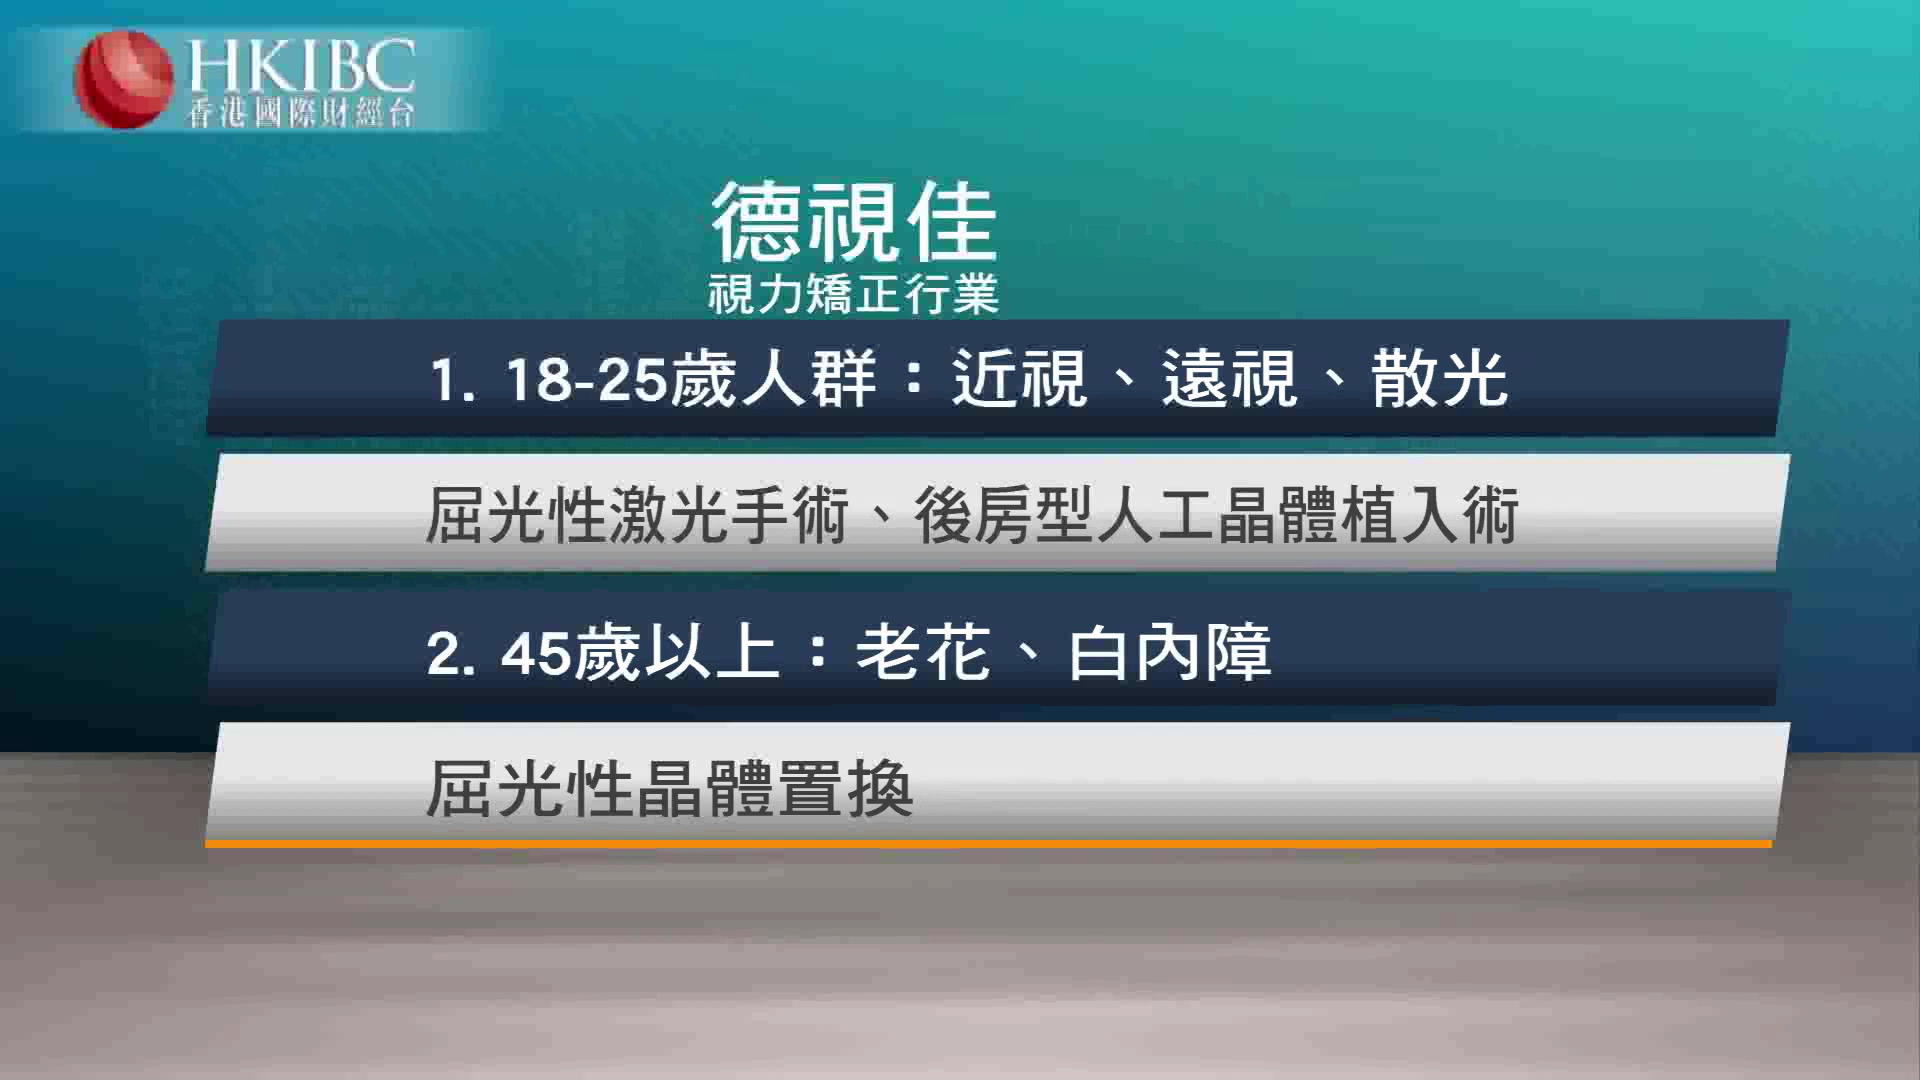 HKIBC
香港國際財經台
德視佳
視力矯正行業
1. 18-25歲人群：近視、遠視、散光
屈光性激光手術、後房型人工晶體植入術
2. 45歲以上：老花、白內障
屈光性晶體置換